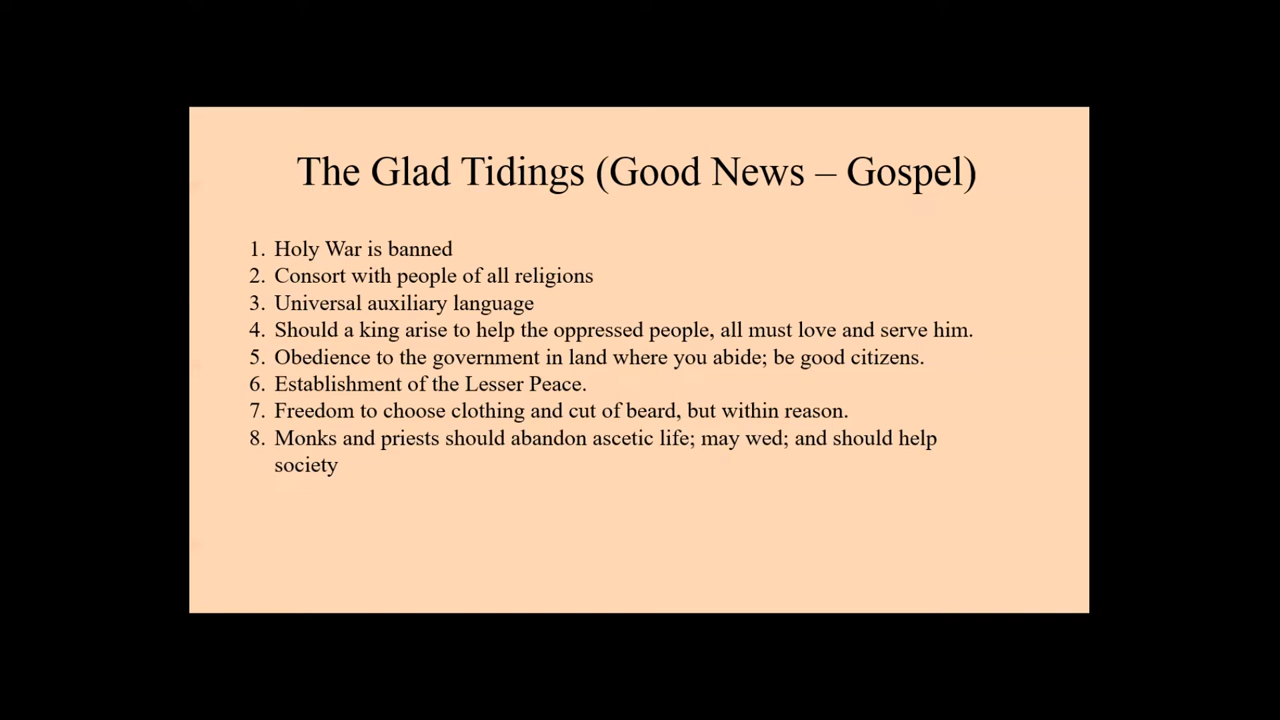 The Glad Tidings (Good News – Gospel)
1. Holy War is banned
2. Consort with people of all religions
3. Universal auxiliary language
4. Should a king arise to help the oppressed people, all must love and serve him.
5. Obedience to the government in land where you abide; be good citizens.
6. Establishment of the Lesser Peace.
7. Freedom to choose clothing and cut of beard, but within reason.
8. Monks and priests should abandon ascetic life; may wed; and should help
society